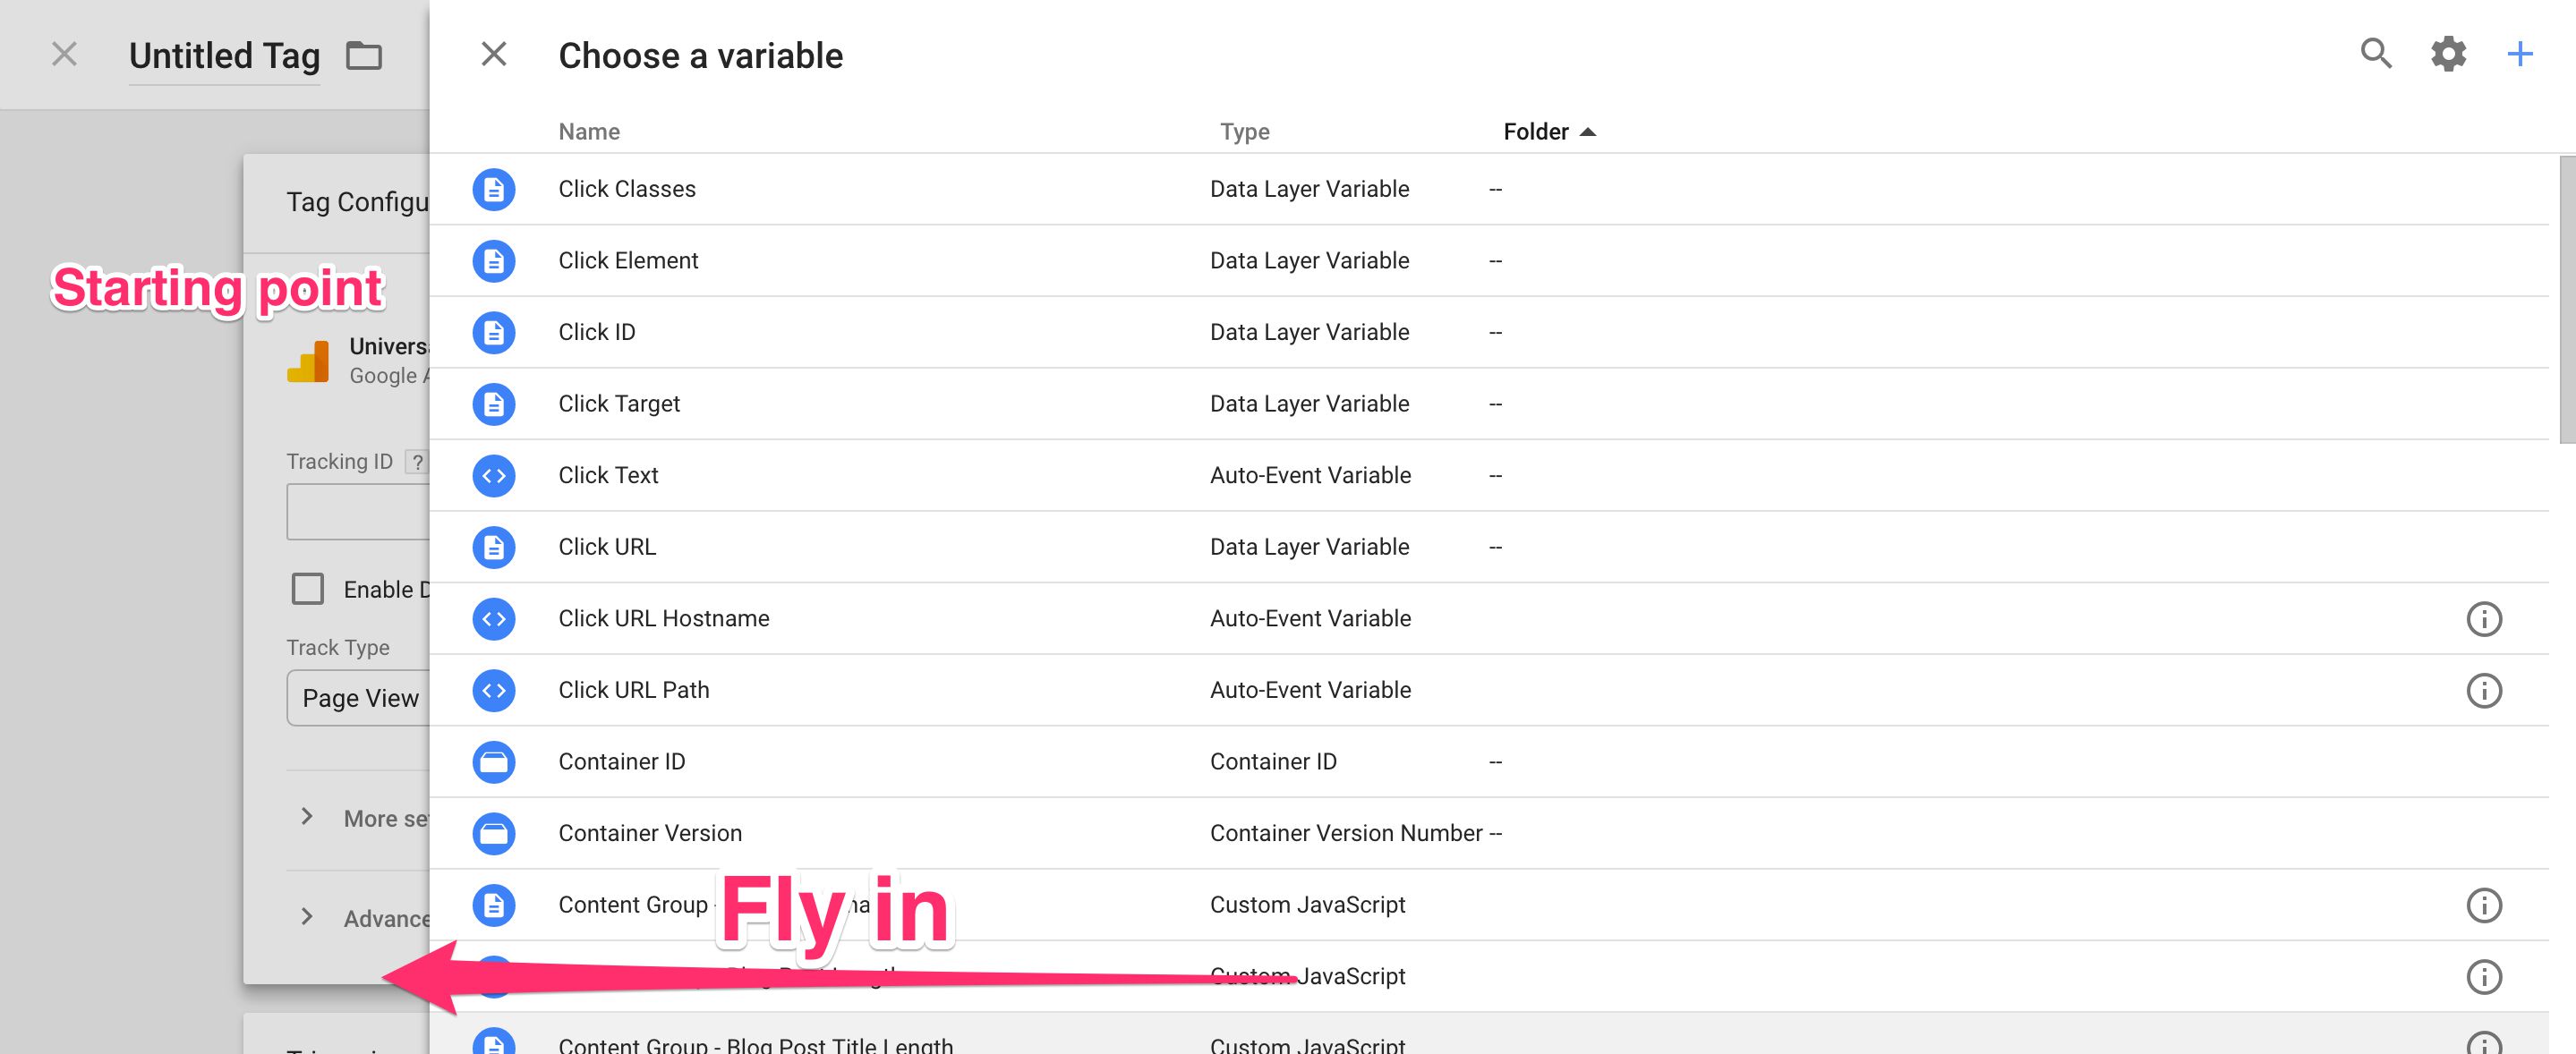 Untitled Tag
Choose a variable
Name Type Folder
Tag Configu
Click Classes Data Layer Variable --
Click Element Data Layer Variable --
Starting point
Click ID Data Layer Variable --
Univers
Google A
Click Target Data Layer Variable --
Tracking ID ?
Click Text Auto-Event Variable --
Click URL Data Layer Variable --
Enable D
Click URL Hostname Auto-Event Variable
Track Type
Page View
Click URL Path Auto-Event Variable
Container ID Container ID --
More se
Container Version Container Version Number --
Advance
Content Group - Custom JavaScript
Fly in
Custom JavaScript
Content Group - Blog Post Title Length Custom JavaScript